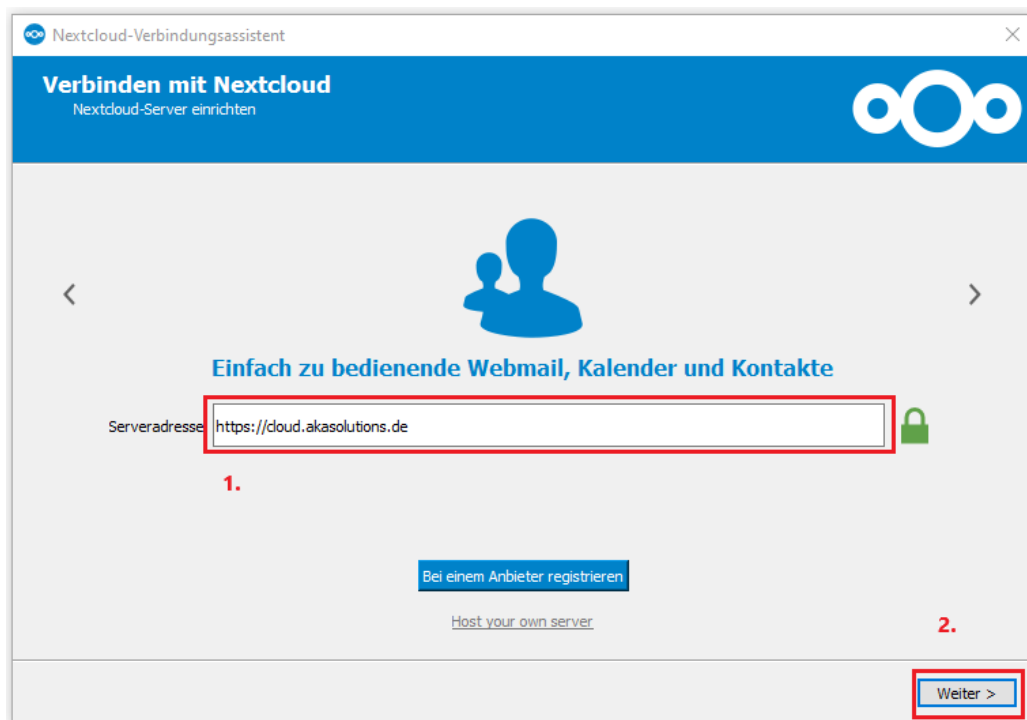 Nextcloud-Verbindungsassistent
Verbinden mit Nextcloud
Nextcloud-Server einrichten
Einfach zu bedienende Webmail, Kalender und Kontakte
Serveradresse https://cloud.akasolutions.de
1.
Bei einem Anbieter registrieren
Host your own server
2.
Weiter >